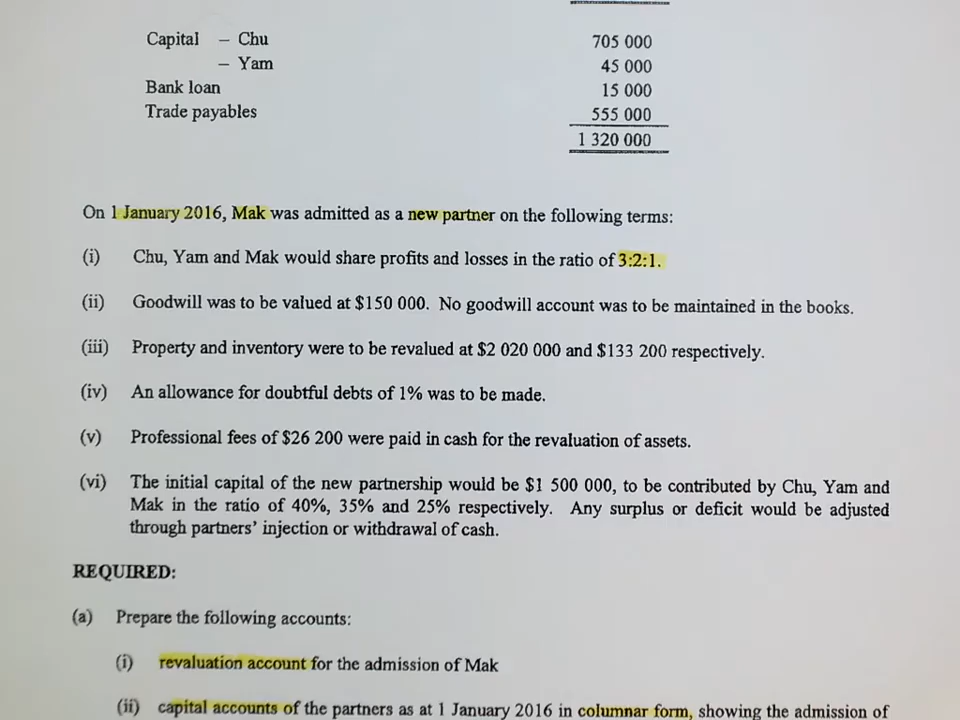 Capital – Chu 705 000
– Yam 45 000
Bank loan 15 000
Trade payables 555 000
1 320 000
On 1 January 2016, Mak was admitted as a new partner on the following terms:
(i) Chu, Yam and Mak would share profits and losses in the ratio of 3:2:1.
(ii) Goodwill was to be valued at $150 000. No goodwill account was to be maintained in the books.
(iii) Property and inventory were to be revalued at $2 020 000 and $133 200 respectively.
(iv) An allowance for doubtful debts of 1% was to be made.
(v) Professional fees of $26 200 were paid in cash for the revaluation of assets.
(vi) The initial capital of the new partnership would be $1 500 000, to be contributed by Chu, Yam and
Mak in the ratio of 40%, 35% and 25% respectively. Any surplus or deficit would be adjusted
through partners' injection or withdrawal of cash.
REQUIRED:
(a) Prepare the following accounts:
(i) revaluation account for the admission of Mak
(ii) capital accounts of the partners as at 1 January 2016 in columnar form, showing the admission of